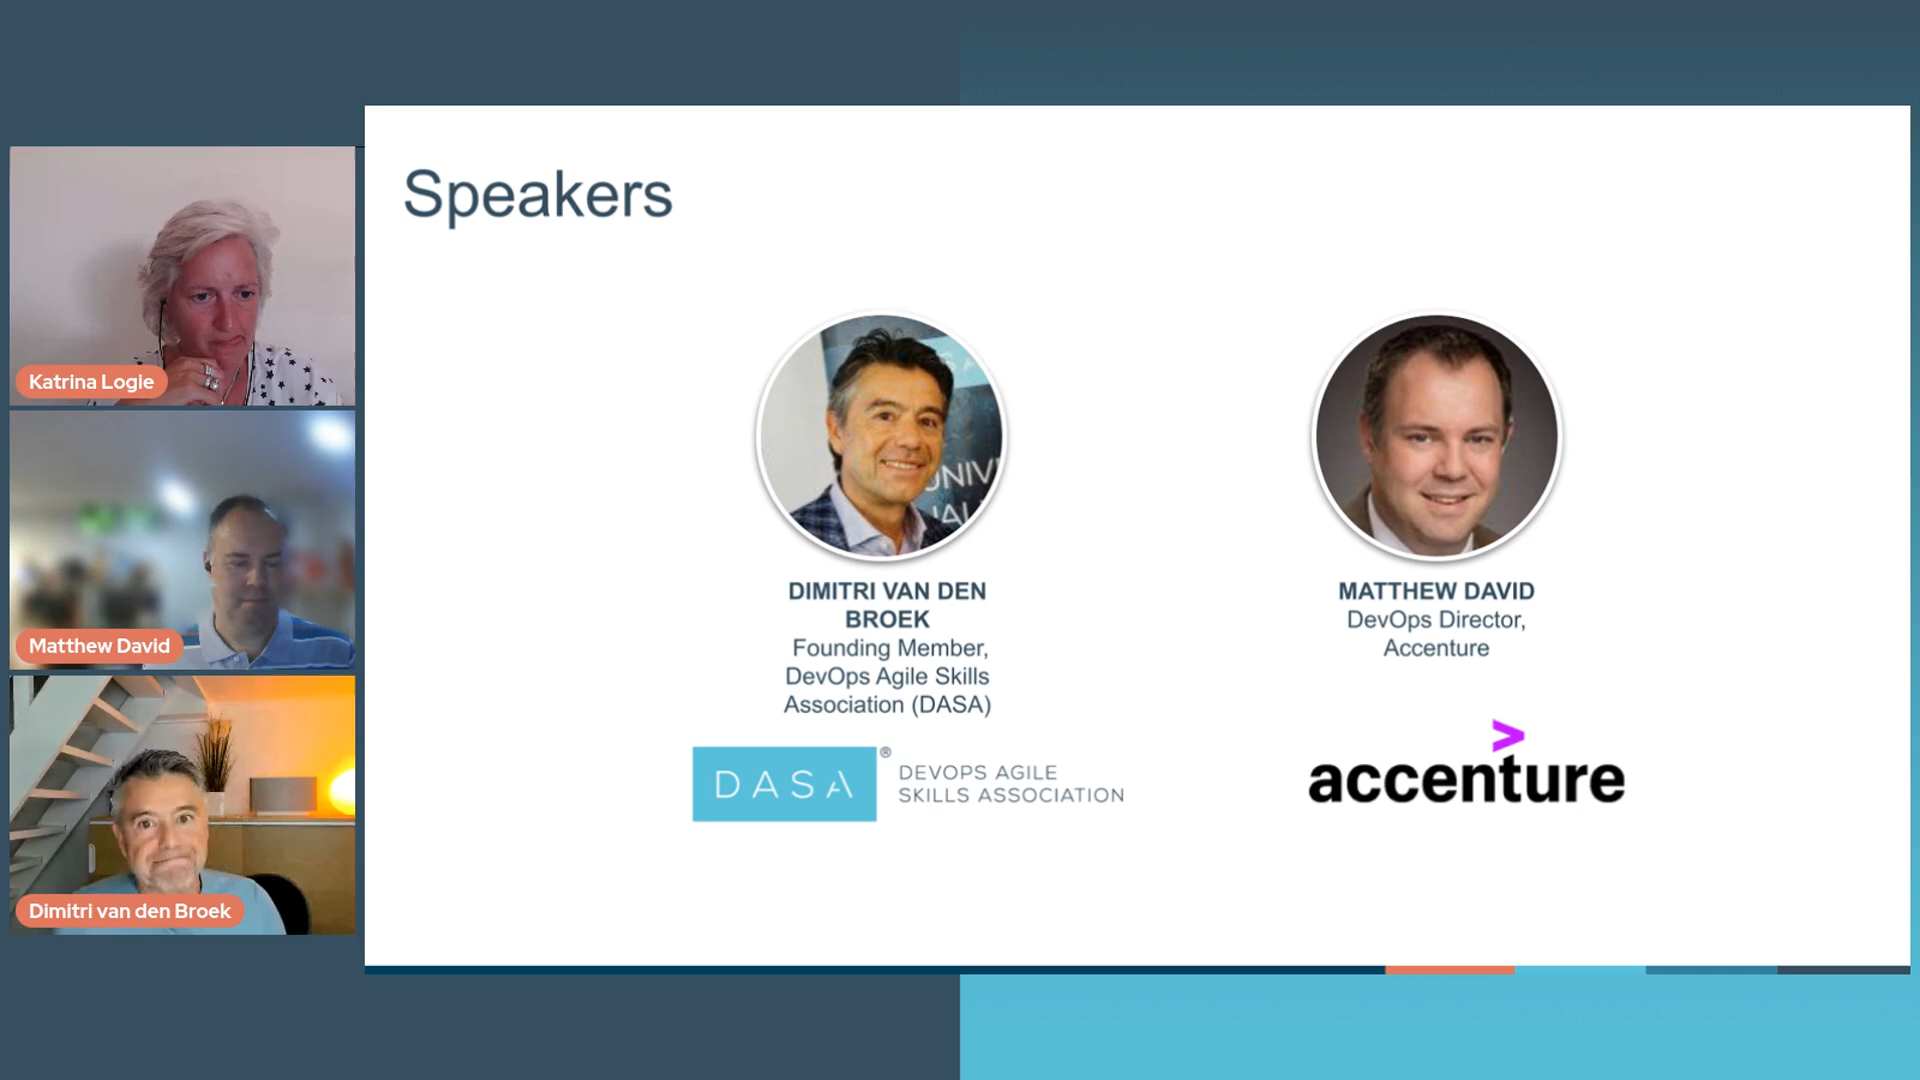 Speakers
Katrina Logie
Matthew David
Dimitri van den Broek
UNIV
DIMITRI VAN DEN
BROEK
Founding Member,
DevOps Agile Skills
Association (DASA)
DASA®
DEVOPS AGILE
SKILLS ASSOCIATION
MATTHEW DAVID
DevOps Director,
Accenture
>
accenture